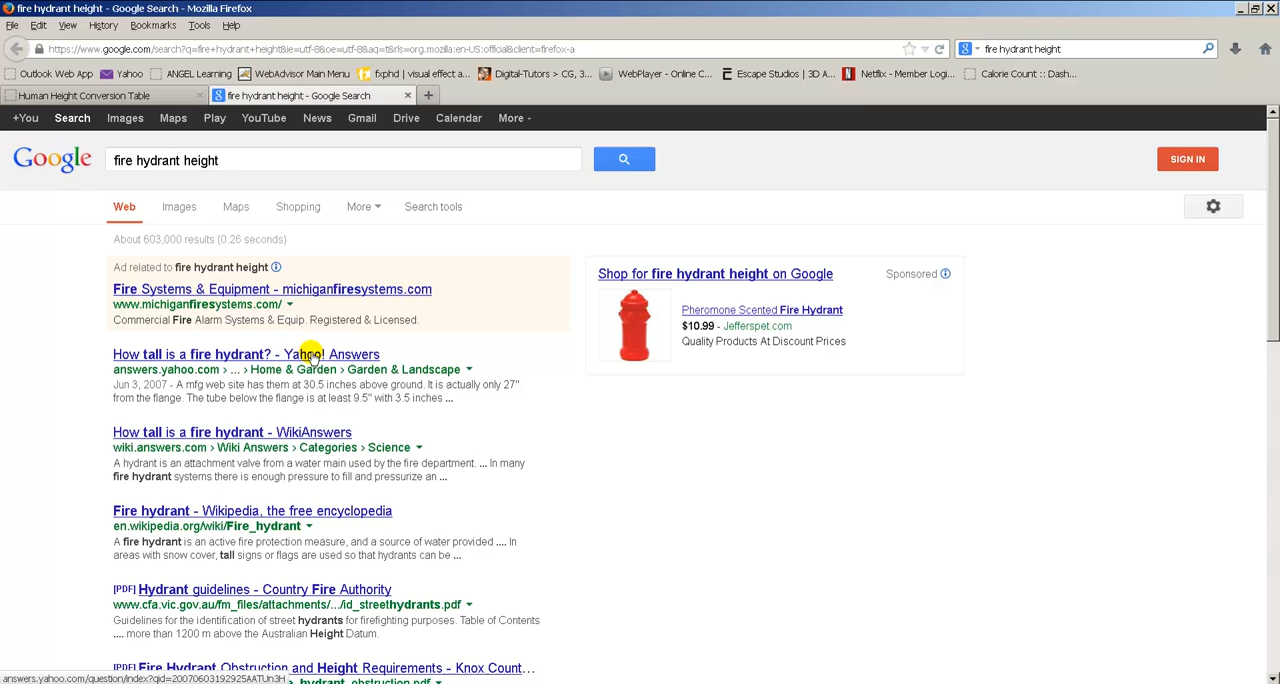 fire hydrant height - Google Search - Mozilla Firefox
File Edit View History Bookmarks Tools Help
https://www.google.com/search?q=fire+hydrant+height&ie=utf-8&oe=utf-8&aq=t&rls=org.mozilla:en-US:official&client=firefox-a
fire hydrant height
Outlook Web App Yahoo ANGEL Learning WebAdvisor Main Menu fxphd | visual effect a... Digital-Tutors > CG, 3... WebPlayer - Online C... Escape Studios | 3D A... Netflix - Member Logi... Calorie Count :: Dash...
Human Height Conversion Table
fire hydrant height - Google Search
+You Search Images Maps Play YouTube News Gmail Drive Calendar More
Google
fire hydrant height
SIGN IN
Web Images Maps Shopping More Search tools
About 603,000 results (0.26 seconds)
Ad related to fire hydrant height
Fire Systems & Equipment - michiganfiresystems.com
www.michiganfiresystems.com/
Commercial Fire Alarm Systems & Equip. Registered & Licensed.
Shop for fire hydrant height on Google
Sponsored
Pheromone Scented Fire Hydrant
$10.99 - Jefferspet.com
Quality Products At Discount Prices
How tall is a fire hydrant? - Yahoo! Answers
answers.yahoo.com › ... › Home & Garden › Garden & Landscape
Jun 3, 2007 - A mfg web site has them at 30.5 inches above ground. It is actually only 27"
from the flange. The tube below the flange is at least 9.5" with 3.5 inches ...
How tall is a fire hydrant - WikiAnswers
wiki.answers.com › Wiki Answers › Categories › Science
A hydrant is an attachment valve from a water main used by the fire department. ... In many
fire hydrant systems there is enough pressure to fill and pressurize an ...
Fire hydrant - Wikipedia, the free encyclopedia
en.wikipedia.org/wiki/Fire_hydrant
A fire hydrant is an active fire protection measure, and a source of water provided .... In
areas with snow cover, tall signs or flags are used so that hydrants can be ...
[PDF] Hydrant guidelines - Country Fire Authority
www.cfa.vic.gov.au/fm_files/attachments/.../id_streethydrants.pdf
Guidelines for the identification of street hydrants for firefighting purposes. Table of Contents
.... more than 1200 m above the Australian Height Datum.
[PDF] Fire Hydrant Obstruction and Height Requirements - Knox Count...
hydrant_obstruction.pdf
answers.yahoo.com/question/index?qid=20070603192925AATUn3H